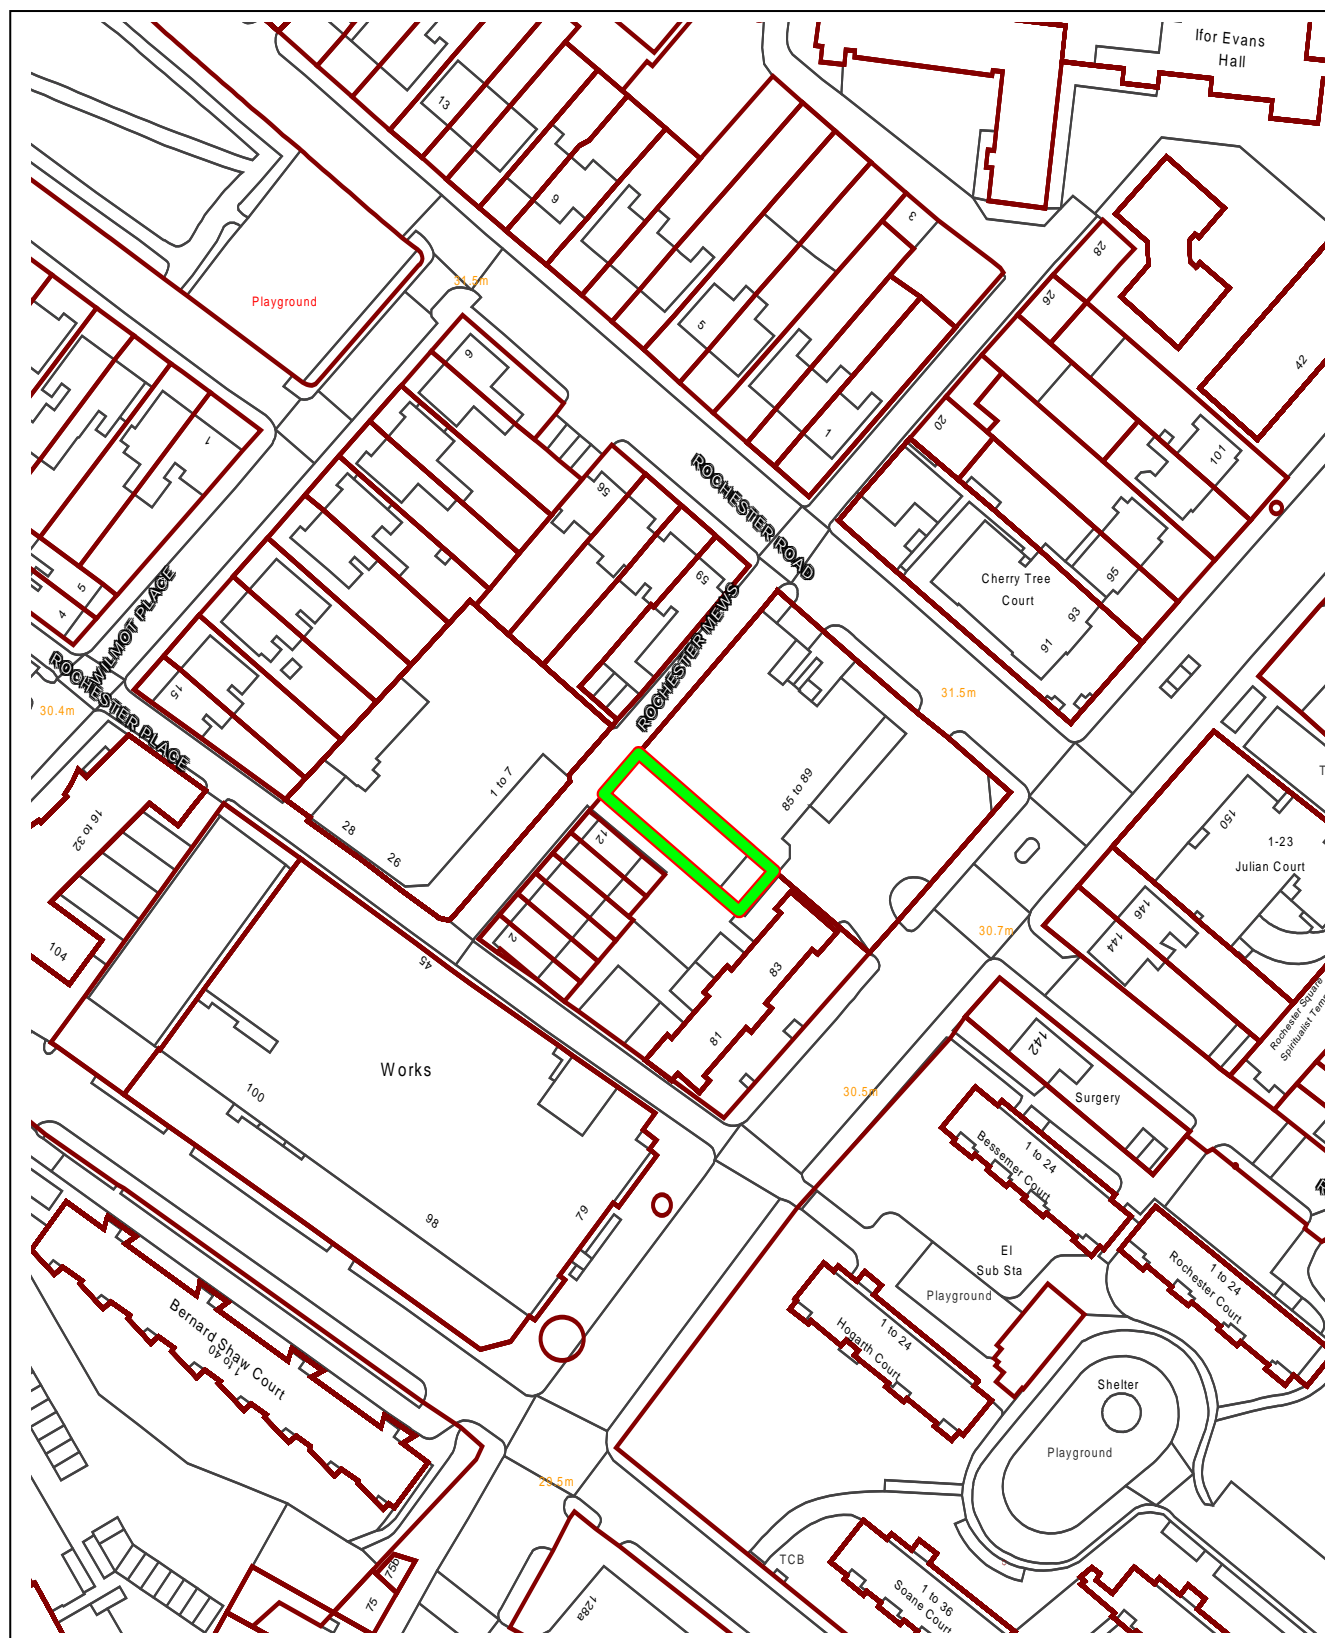 Ifor Evans
Hall
13
9
3
28
26
42
31.5m
Playground
6
5
1
1
20
101
56
ROCHESTER ROAD
59
Cherry Tree
Court
95
93
91
5
4
WILMOT PLACE
ROCHESTER PLACE
ROCHESTER MEWS
15
30.4m
31.5m
1 to 7
85 to 89
16 to 32
28
26
12
150
1-23
Julian Court
T
146
144
104
2
45
83
81
30.7m
Rochester Square
Spiritualist Tem
142
Works
100
30.5m
Surgery
1 to 24
Bessemer Court
98
79
El
Sub Sta
Playground
1 to 24
Rochester Court
1 to 24
Hogarth Court
Bernard Shaw Court
1 to 40
Shelter
Playground
29.5m
TCB
75b
75
128a
1 to 36
Soane Court